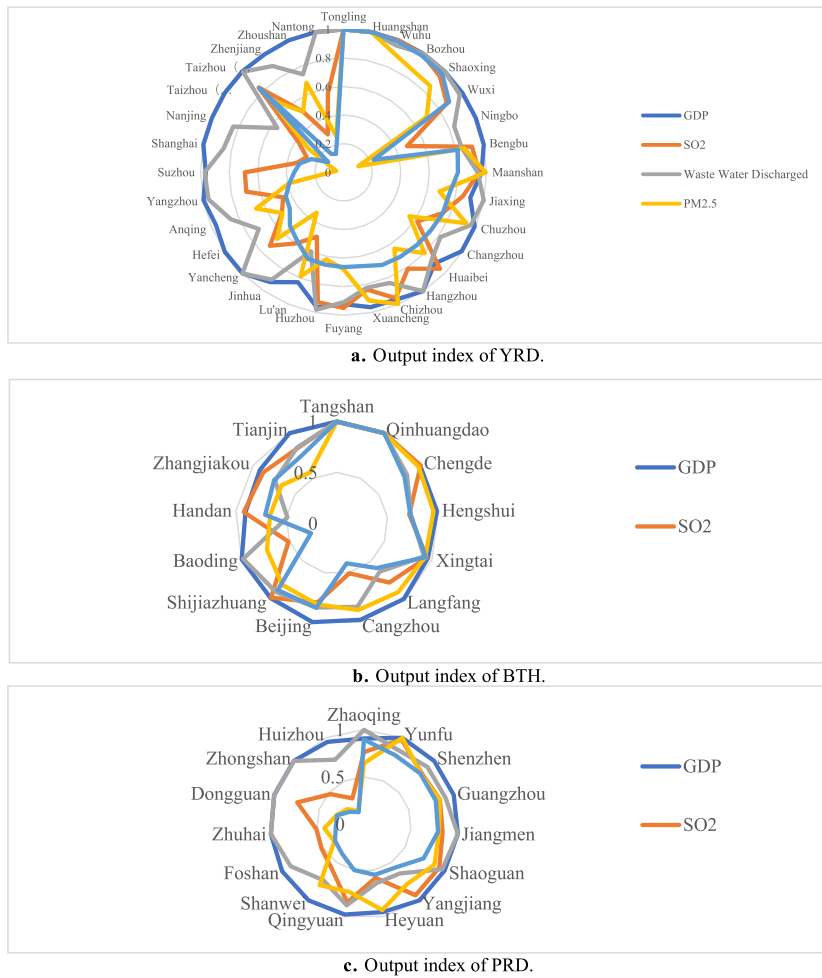 Tongling
Huangshan
Wuhu
Bozhou
Shaoxing
Wuxi
Ningbo
Bengbu
Maanshan
Jiaxing
Chuzhou
Changzhou
Huaibei
Hangzhou
Chizhou
Xuancheng
Fuyang
Huzhou
Lu'an
Jinhua
Yancheng
Hefei
Anqing
Yangzhou
Suzhou
Shanghai
Nanjing
Taizhou（...
Taizhou（...
Zhenjiang
Zhoushan
Nantong
1
0.8
0.6
0.4
0.2
0
GDP
SO2
Waste Water Discharged
PM2.5
a. Output index of YRD.
Tangshan
Qinhuangdao
Chengde
Hengshui
Xingtai
Langfang
Cangzhou
Beijing
Shijiazhuang
Baoding
Handan
Zhangjiakou
Tianjin
1
0.5
0
GDP
SO2
b. Output index of BTH.
Zhaoqing
Yunfu
Shenzhen
Guangzhou
Jiangmen
Shaoguan
Yangjiang
Heyuan
Qingyuan
Shanwei
Foshan
Zhuhai
Dongguan
Zhongshan
Huizhou
1
0.5
0
GDP
SO2
c. Output index of PRD.